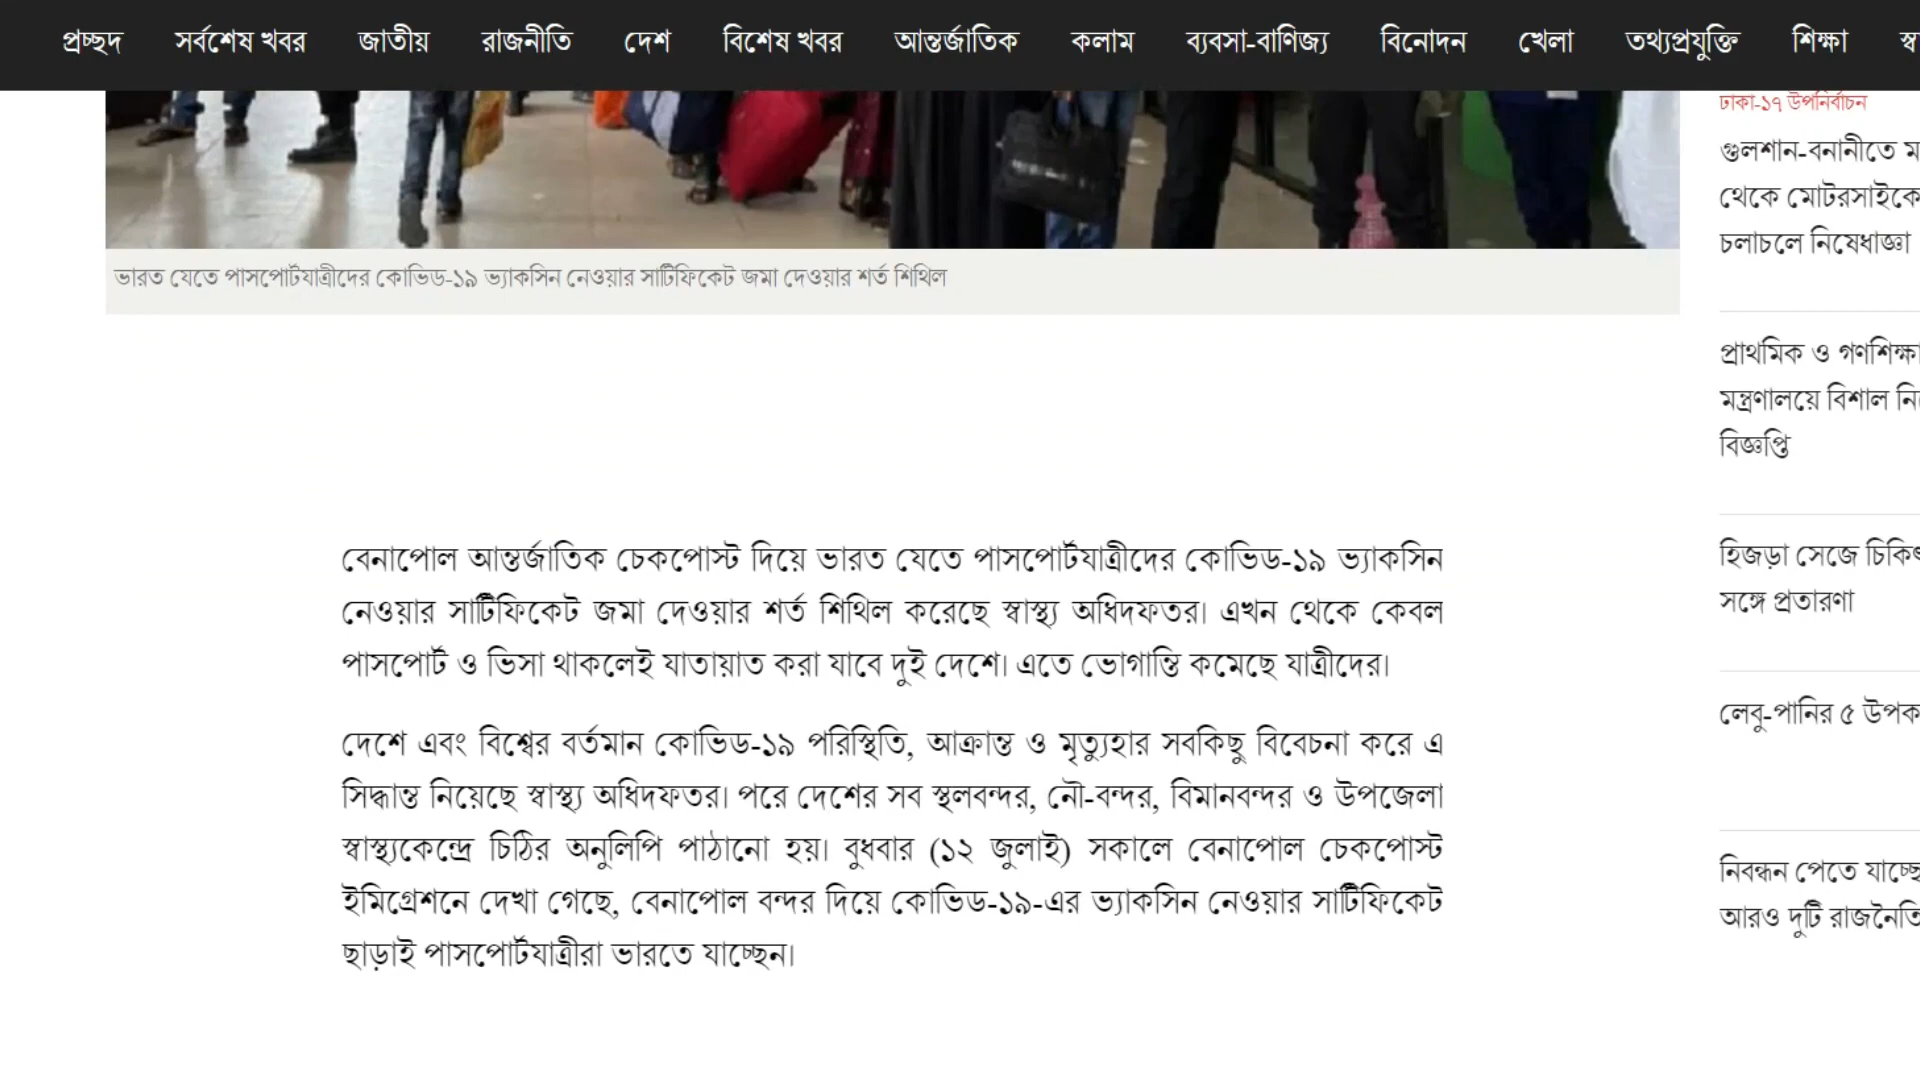 প্রচ্ছদ সর্বশেষ খবর জাতীয় রাজনীতি দেশ বিশেষ খবর আন্তর্জাতিক কলাম ব্যবসা-বাণিজ্য বিনোদন খেলা তথ্যপ্রযুক্তি শিক্ষা
ভারত যেতে পাসপোর্টযাত্রীদের কোভিড-১৯ ভ্যাকসিন নেওয়ার সার্টিফিকেট জমা দেওয়ার শর্ত শিথিল
বেনাপোল আন্তর্জাতিক চেকপোস্ট দিয়ে ভারত যেতে পাসপোর্টযাত্রীদের কোভিড-১৯ ভ্যাকসিন
নেওয়ার সার্টিফিকেট জমা দেওয়ার শর্ত শিথিল করেছে স্বাস্থ্য অধিদফতর। এখন থেকে কেবল
পাসপোর্ট ও ভিসা থাকলেই যাতায়াত করা যাবে দুই দেশে। এতে ভোগান্তি কমেছে যাত্রীদের।
দেশে এবং বিশ্বের বর্তমান কোভিড-১৯ পরিস্থিতি, আক্রান্ত ও মৃত্যুহার সবকিছু বিবেচনা করে এ
সিদ্ধান্ত নিয়েছে স্বাস্থ্য অধিদফতর। পরে দেশের সব স্থলবন্দর, নৌ-বন্দর, বিমানবন্দর ও উপজেলা
স্বাস্থ্যকেন্দ্রে চিঠির অনুলিপি পাঠানো হয়। বুধবার (১২ জুলাই) সকালে বেনাপোল চেকপোস্ট
ইমিগ্রেশনে দেখা গেছে, বেনাপোল বন্দর দিয়ে কোভিড-১৯-এর ভ্যাকসিন নেওয়ার সার্টিফিকেট
ছাড়াই পাসপোর্টযাত্রীরা ভারতে যাচ্ছেন।
ঢাকা-১৭ উপনির্বাচন
গুলশান-বনানীতে
থেকে
চলাচলে নিষেধাজ্ঞা
প্রাথমিক ও গণশিক্ষা
মন্ত্রণালয়ে বিশাল
বিজ্ঞপ্তি
হিজড়া সেজে
সঙ্গে প্রতারণা
লেবু-পানির ৫
নিবন্ধন পেতে যাচ্ছে
আরও দুটি